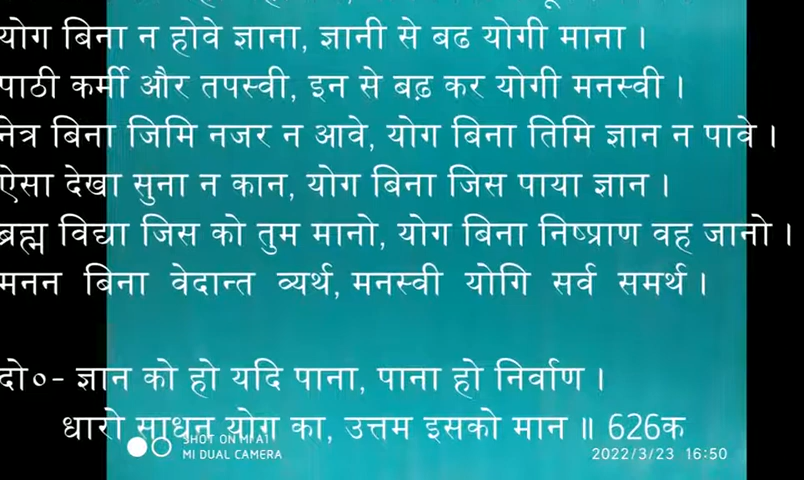 योग बिना न होवे ज्ञाना, ज्ञानी से बढ योगी माना ।
पाठी कर्मी और तपस्वी, इन से बढ़ कर योगी मनस्वी ।
नेत्र बिना जिमि नजर न आवे, योग बिना तिमि ज्ञान न पावे ।
ऐसा देखा सुना न कान, योग बिना जिस पाया ज्ञान ।
ब्रह्म विद्या जिस को तुम मानो, योग बिना निष्प्राण वह जानो ।
मनन बिना वेदान्त व्यर्थ, मनस्वी योगि सर्व समर्थ ।
दो०- ज्ञान को हो यदि पाना, पाना हो निर्वाण ।
धारो साधन योग का, उत्तम इसको मान ॥ 626क
SHOT ON MI A1
MI DUAL CAMERA
2022/3/23 16:50